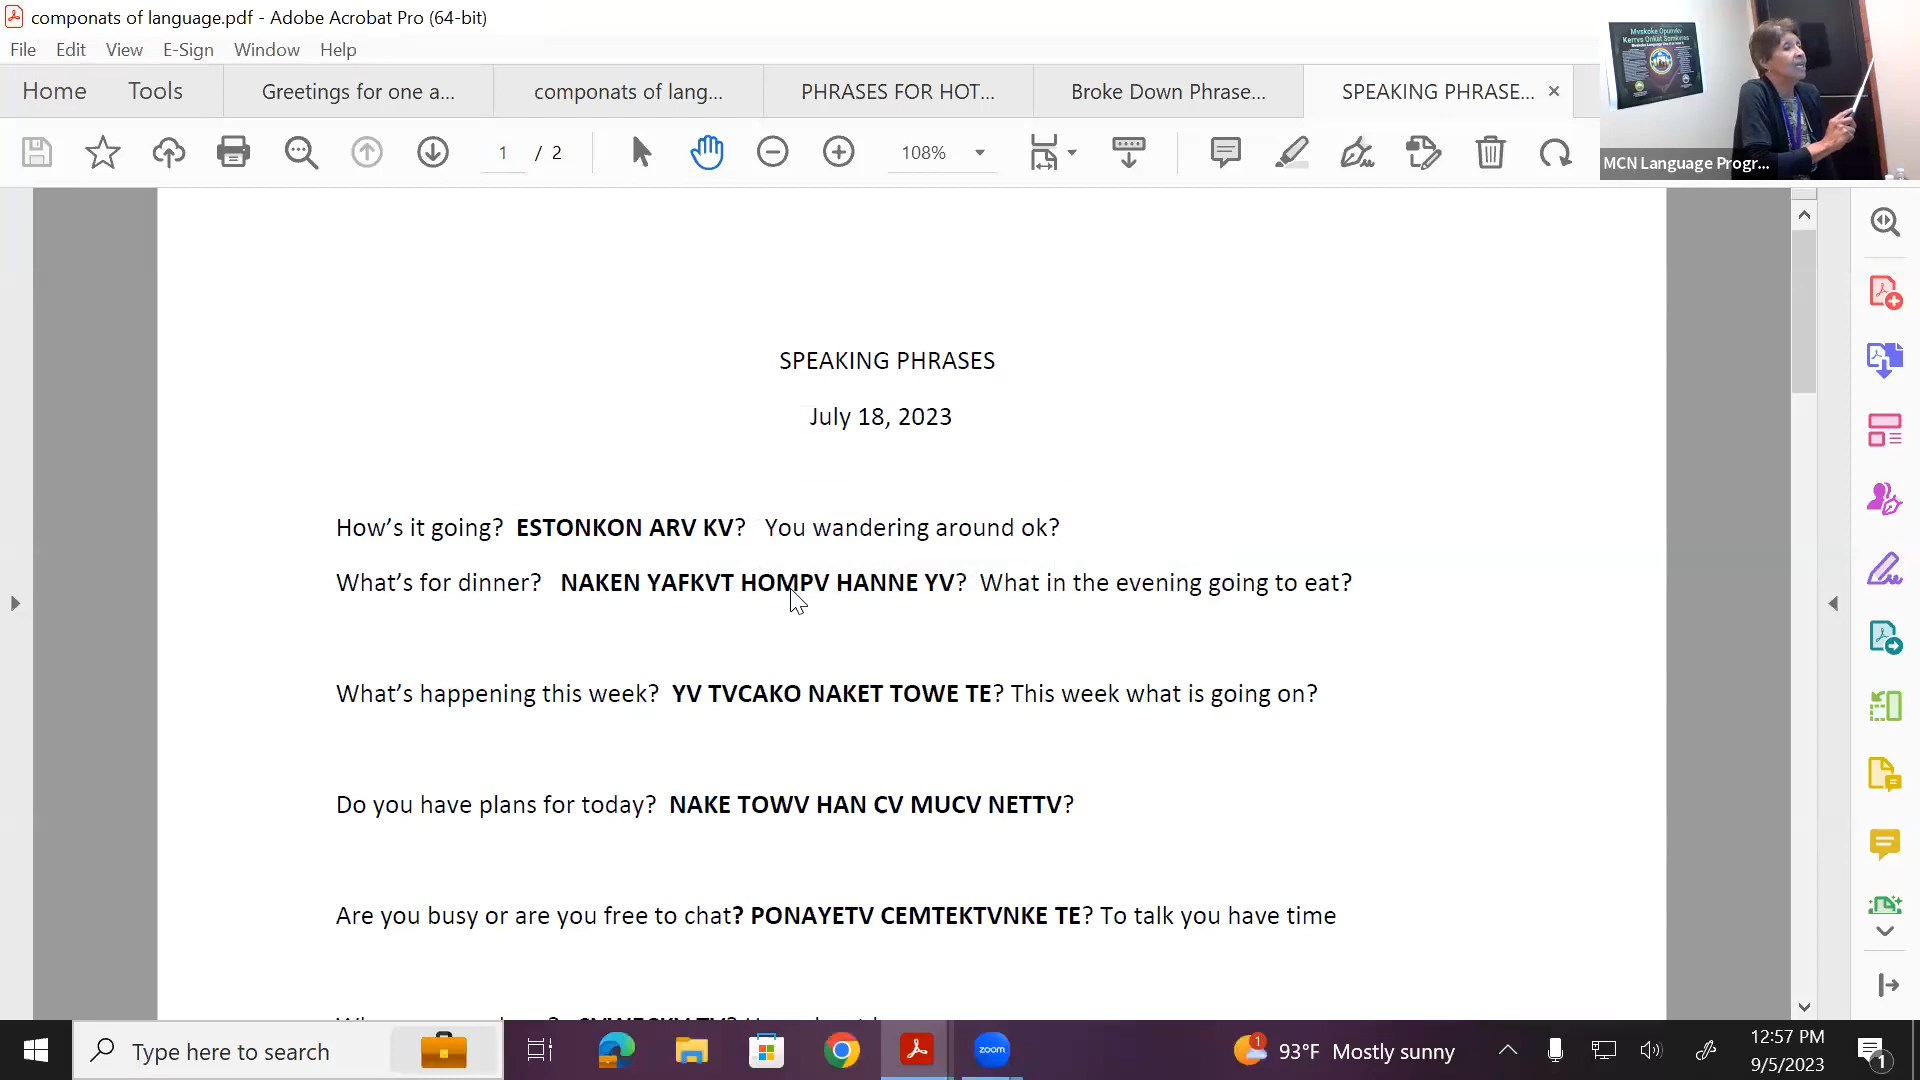 componats of language.pdf - Adobe Acrobat Pro (64-bit)
File Edit View E-Sign Window Help
Home Tools Greetings for one a... componats of lang... PHRASES FOR HOT... Broke Down Phrase... SPEAKING PHRASE...
1 / 2 108%
Mvskoke Opunvkv
MCN Language Progr...
SPEAKING PHRASES
July 18, 2023
How's it going? ESTONKON ARV KV? You wandering around ok?
What's for dinner? NAKEN YAFKVT HOMPV HANNE YV? What in the evening going to eat?
What's happening this week? YV TVCAKO NAKET TOWE TE? This week what is going on?
Do you have plans for today? NAKE TOWV HAN CV MUCV NETTV?
Are you busy or are you free to chat? PONAYETV CEMTEKTVNKE TE? To talk you have time
Type here to search
zoom
1
93°F Mostly sunny
12:57 PM
9/5/2023
1